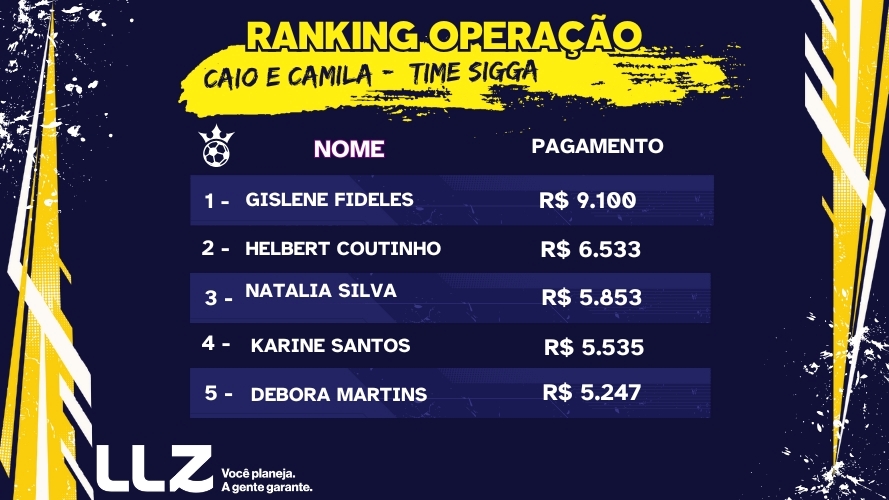 RANKING OPERAÇÃO
CAIO E CAMILA - TIME SIGGA
NOME PAGAMENTO
1 - GISLENE FIDELES R$ 9.100
2 - HELBERT COUTINHO R$ 6.533
3 - NATALIA SILVA R$ 5.853
4 - KARINE SANTOS R$ 5.535
5 - DEBORA MARTINS R$ 5.247
LLZ Você planeja.
A gente garante.